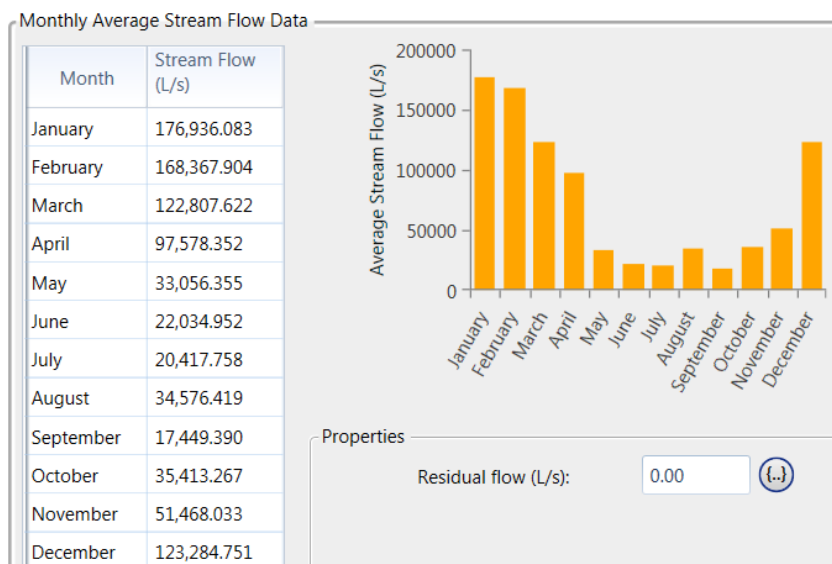 Monthly Average Stream Flow Data
Month
Stream Flow
(L/s)
January 176,936.083
February 168,367.904
March 122,807.622
April 97,578.352
May 33,056.355
June 22,034.952
July 20,417.758
August 34,576.419
September 17,449.390
October 35,413.267
November 51,468.033
December 123,284.751
Average Stream Flow (L/s)
200000
150000
100000
50000
0
January
February
March
April
May
June
July
August
September
October
November
December
Properties
Residual flow (L/s): 0.00 {..}